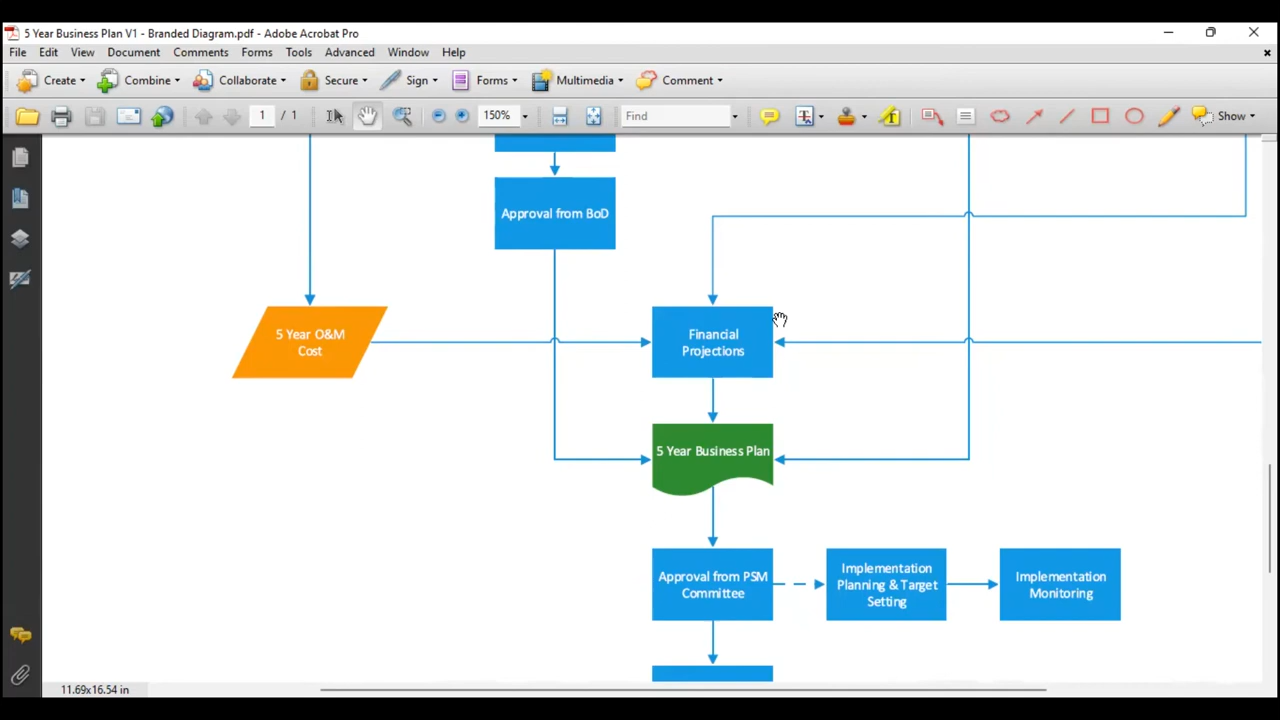 5 Year Business Plan V1 - Branded Diagram.pdf - Adobe Acrobat Pro
File Edit View Document Comments Forms Tools Advanced Window Help
Create Combine Collaborate Secure Sign Forms Multimedia Comment
1 / 1 150% Find Show
Approval from BoD
5 Year O&M
Cost
Financial
Projections
5 Year Business Plan
Approval from PSM
Committee
Implementation
Planning & Target
Setting
Implementation
Monitoring
11.69x16.54 in